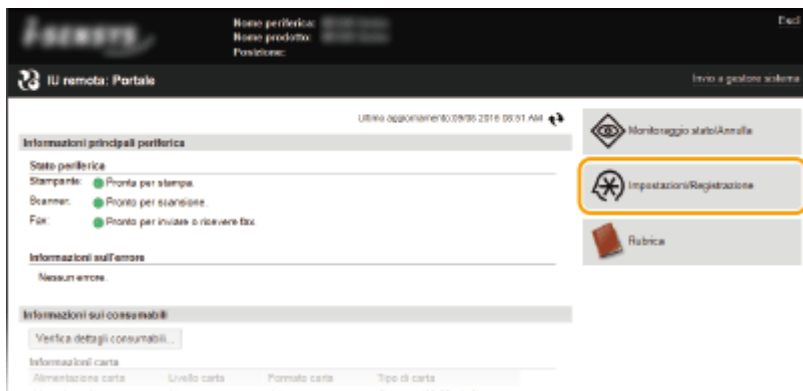 i-SENSYS
Nome periferica:
Nome prodotto:
Posizione:
Esci
IU remota: Portale
Invio a gestore sistema
Ultimo aggiornamento:09/06 2016 08:51 AM
Informazioni principali periferica
Stato periferica
Stampante: Pronta per stampa.
Scanner: Pronto per scansione.
Fax: Pronto per inviare o ricevere fax.
Informazioni sull'errore
Nessun errore.
Informazioni sui consumabili
Verifica dettagli consumabili...
Informazioni carta
Alimentazione carta Livello carta Formato carta Tipo di carta
Monitoraggio stato/Annulla
Impostazioni/Registrazione
Rubrica